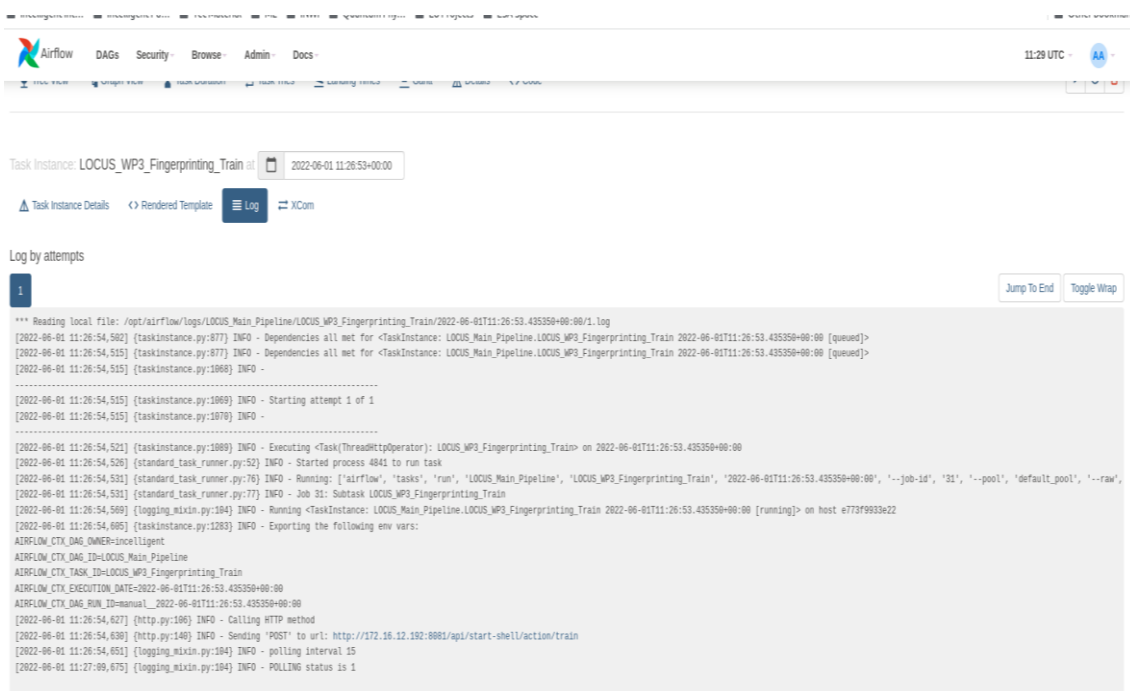 Airflow DAGs Security Browse Admin Docs 11:29 UTC AA
Tree View Graph View Task Duration Task Tries Landing Times Gantt Details <> Code
Task Instance: LOCUS_WP3_Fingerprinting_Train at 2022-06-01 11:26:53+00:00
Task Instance Details <> Rendered Template Log XCom
Log by attempts
1 Jump To End Toggle Wrap
*** Reading local file: /opt/airflow/logs/LOCUS_Main_Pipeline/LOCUS_WP3_Fingerprinting_Train/2022-06-01T11:26:53.435350+00:00/1.log
[2022-06-01 11:26:54,502] {taskinstance.py:877} INFO - Dependencies all met for <TaskInstance: LOCUS_Main_Pipeline.LOCUS_WP3_Fingerprinting_Train 2022-06-01T11:26:53.435350+00:00 [queued]>
[2022-06-01 11:26:54,515] {taskinstance.py:877} INFO - Dependencies all met for <TaskInstance: LOCUS_Main_Pipeline.LOCUS_WP3_Fingerprinting_Train 2022-06-01T11:26:53.435350+00:00 [queued]>
[2022-06-01 11:26:54,515] {taskinstance.py:1068} INFO -
--------------------------------------------------------------------------------
[2022-06-01 11:26:54,515] {taskinstance.py:1069} INFO - Starting attempt 1 of 1
[2022-06-01 11:26:54,515] {taskinstance.py:1070} INFO -
--------------------------------------------------------------------------------
[2022-06-01 11:26:54,521] {taskinstance.py:1089} INFO - Executing <Task(ThreadHttpOperator): LOCUS_WP3_Fingerprinting_Train> on 2022-06-01T11:26:53.435350+00:00
[2022-06-01 11:26:54,526] {standard_task_runner.py:52} INFO - Started process 4841 to run task
[2022-06-01 11:26:54,531] {standard_task_runner.py:76} INFO - Running: ['airflow', 'tasks', 'run', 'LOCUS_Main_Pipeline', 'LOCUS_WP3_Fingerprinting_Train', '2022-06-01T11:26:53.435350+00:00', '--job-id', '31', '--pool', 'default_pool', '--raw',
[2022-06-01 11:26:54,531] {standard_task_runner.py:77} INFO - Job 31: Subtask LOCUS_WP3_Fingerprinting_Train
[2022-06-01 11:26:54,569] {logging_mixin.py:104} INFO - Running <TaskInstance: LOCUS_Main_Pipeline.LOCUS_WP3_Fingerprinting_Train 2022-06-01T11:26:53.435350+00:00 [running]> on host e773f9933e22
[2022-06-01 11:26:54,605] {taskinstance.py:1283} INFO - Exporting the following env vars:
AIRFLOW_CTX_DAG_OWNER=incelligent
AIRFLOW_CTX_DAG_ID=LOCUS_Main_Pipeline
AIRFLOW_CTX_TASK_ID=LOCUS_WP3_Fingerprinting_Train
AIRFLOW_CTX_EXECUTION_DATE=2022-06-01T11:26:53.435350+00:00
AIRFLOW_CTX_DAG_RUN_ID=manual__2022-06-01T11:26:53.435350+00:00
[2022-06-01 11:26:54,627] {http.py:106} INFO - Calling HTTP method
[2022-06-01 11:26:54,630] {http.py:140} INFO - Sending 'POST' to url: http://172.16.12.192:8081/api/start-shell/action/train
[2022-06-01 11:26:54,651] {logging_mixin.py:104} INFO - polling interval 15
[2022-06-01 11:27:09,675] {logging_mixin.py:104} INFO - POLLING status is 1